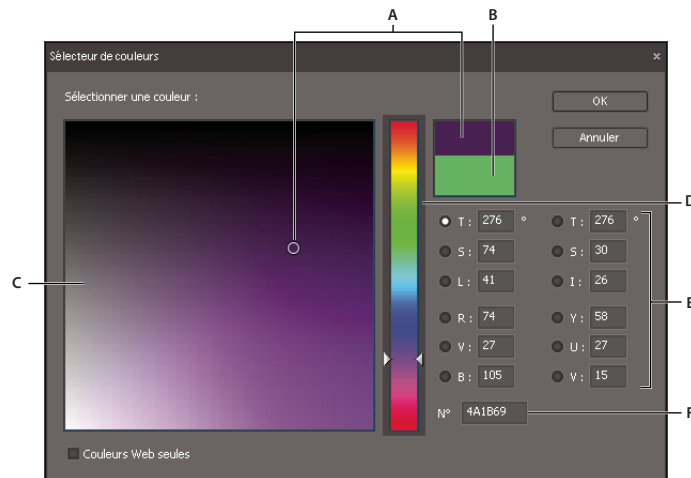 A
B
Sélecteur de couleurs ×
Sélectionner une couleur :
OK
Annuler
D
T : 276 ° T : 276 °
S : 74 S : 30
C
L : 41 I : 26
E
R : 74 Y : 58
V : 27 U : 27
B : 105 V : 15
N° 4A1B69
F
Couleurs Web seules